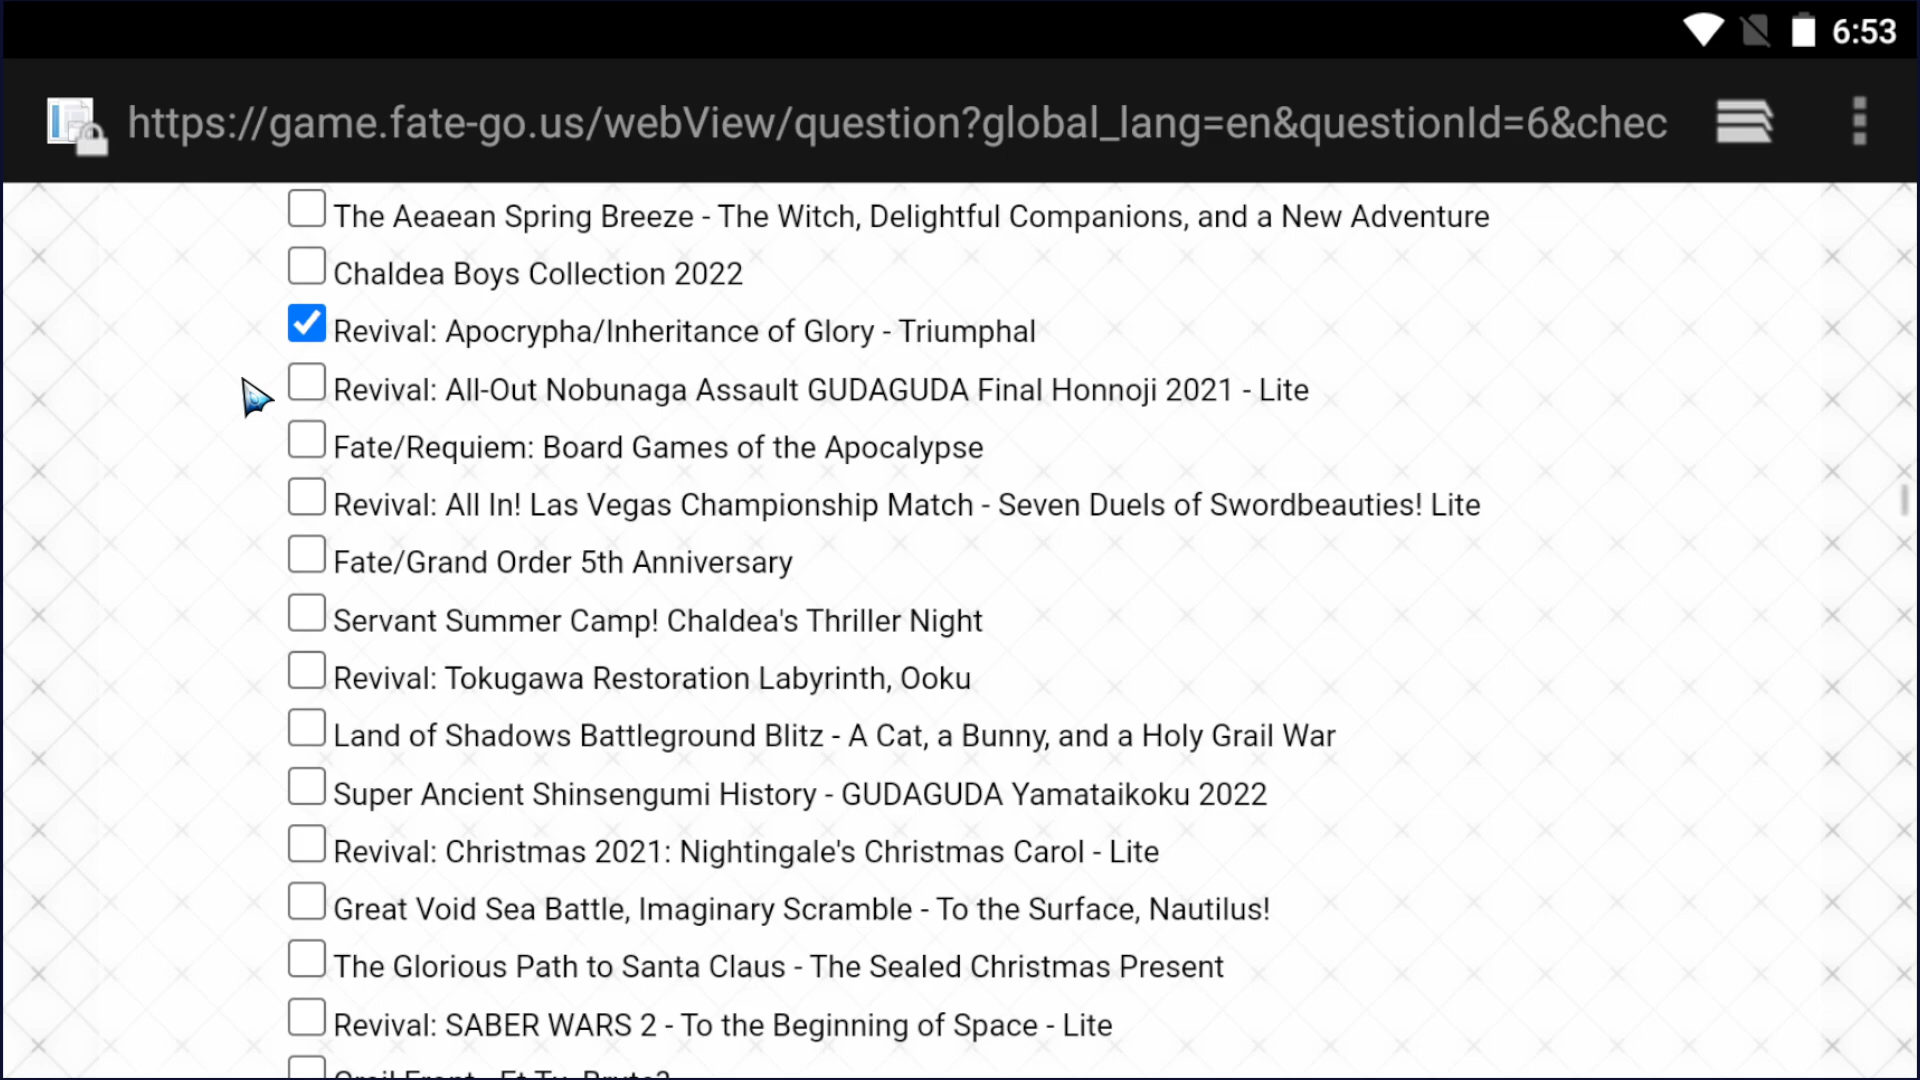 6:53
https://game.fate-go.us/webView/question?global_lang=en&questionId=6&chec
The Aeaean Spring Breeze - The Witch, Delightful Companions, and a New Adventure
Chaldea Boys Collection 2022
Revival: Apocrypha/Inheritance of Glory - Triumphal
Revival: All-Out Nobunaga Assault GUDAGUDA Final Honnoji 2021 - Lite
Fate/Requiem: Board Games of the Apocalypse
Revival: All In! Las Vegas Championship Match - Seven Duels of Swordbeauties! Lite
Fate/Grand Order 5th Anniversary
Servant Summer Camp! Chaldea's Thriller Night
Revival: Tokugawa Restoration Labyrinth, Ooku
Land of Shadows Battleground Blitz - A Cat, a Bunny, and a Holy Grail War
Super Ancient Shinsengumi History - GUDAGUDA Yamataikoku 2022
Revival: Christmas 2021: Nightingale's Christmas Carol - Lite
Great Void Sea Battle, Imaginary Scramble - To the Surface, Nautilus!
The Glorious Path to Santa Claus - The Sealed Christmas Present
Revival: SABER WARS 2 - To the Beginning of Space - Lite
Grail Front - Et Tu, Brute?